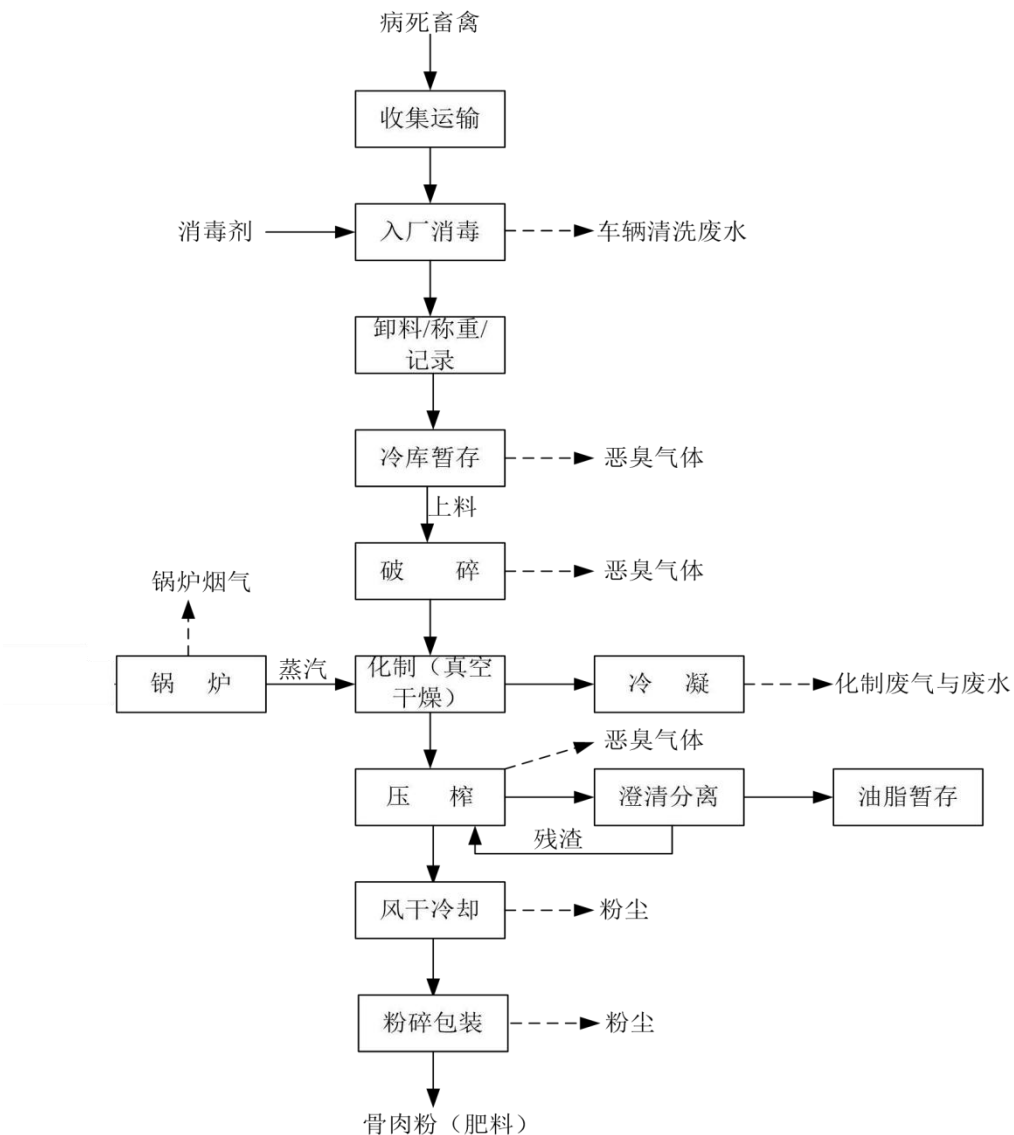 病死畜禽
收集运输
消毒剂
入厂消毒
车辆清洗废水
卸料/称重/
记录
冷库暂存
恶臭气体
上料
破 碎
恶臭气体
锅炉烟气
锅 炉
蒸汽
化制（真空
干燥）
冷 凝
化制废气与废水
恶臭气体
压 榨
澄清分离
油脂暂存
残渣
风干冷却
粉尘
粉碎包装
粉尘
骨肉粉（肥料）